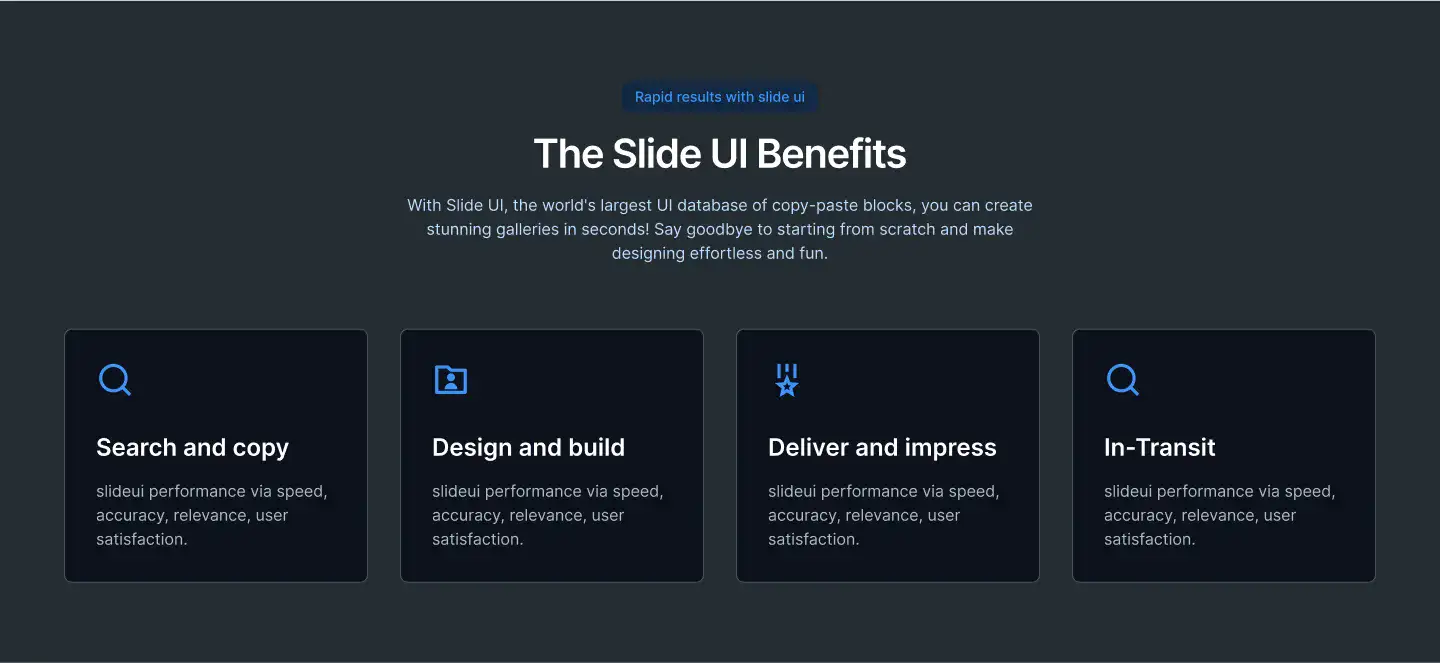 Rapid results with slide ui
The Slide UI Benefits
With Slide UI, the world's largest UI database of copy-paste blocks, you can create
stunning galleries in seconds! Say goodbye to starting from scratch and make
designing effortless and fun.
Search and copy
slideui performance via speed,
accuracy, relevance, user
satisfaction.
Design and build
slideui performance via speed,
accuracy, relevance, user
satisfaction.
Deliver and impress
slideui performance via speed,
accuracy, relevance, user
satisfaction.
In-Transit
slideui performance via speed,
accuracy, relevance, user
satisfaction.